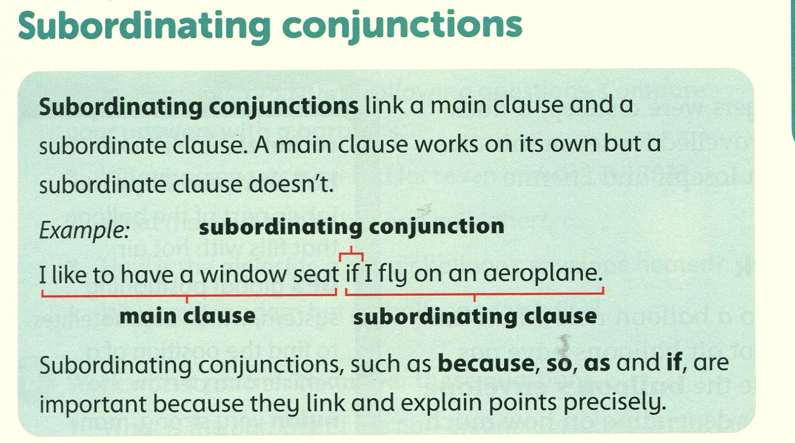 Subordinating conjunctions
Subordinating conjunctions link a main clause and a
subordinate clause. A main clause works on its own but a
subordinate clause doesn't.
Example: subordinating conjunction
I like to have a window seat if I fly on an aeroplane.
main clause subordinating clause
Subordinating conjunctions, such as because, so, as and if, are
important because they link and explain points precisely.